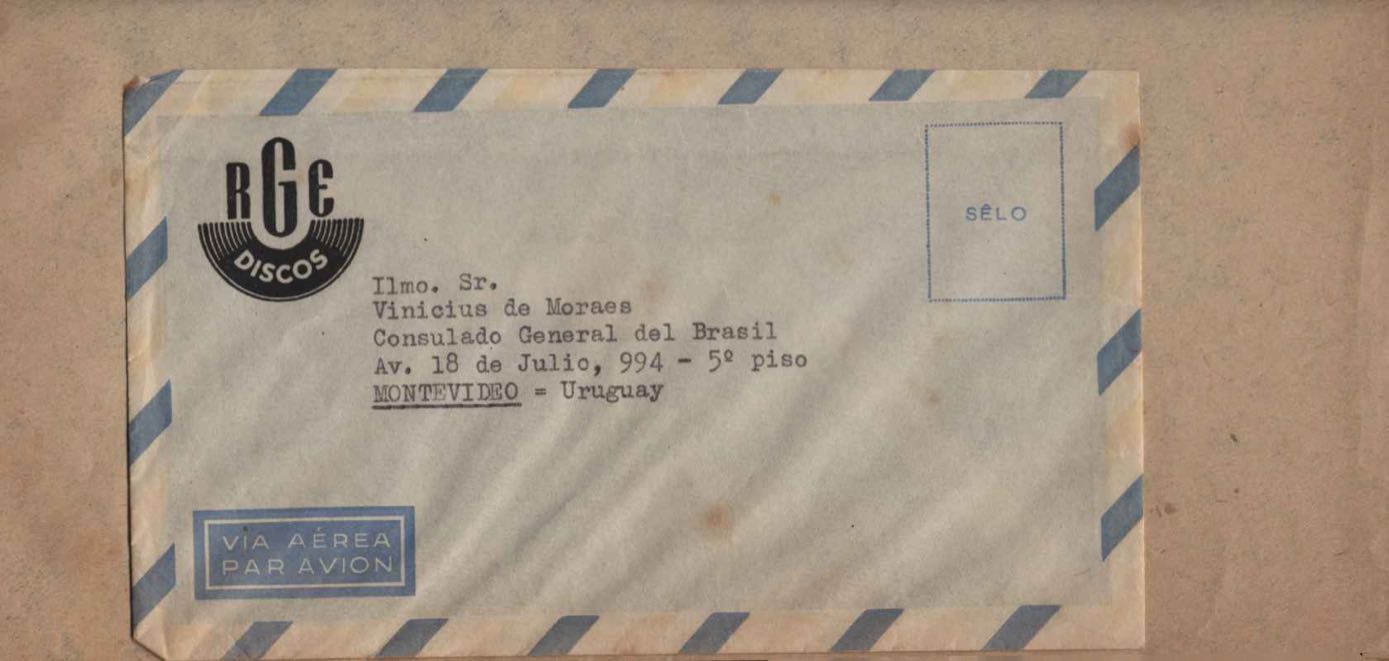 RGE
DISCOS
SÊLO
Ilmo. Sr.
Vinicius de Moraes
Consulado General del Brasil
Av. 18 de Julio, 994 - 5º piso
MONTEVIDEO = Uruguay
VIA AÉREA
PAR AVION